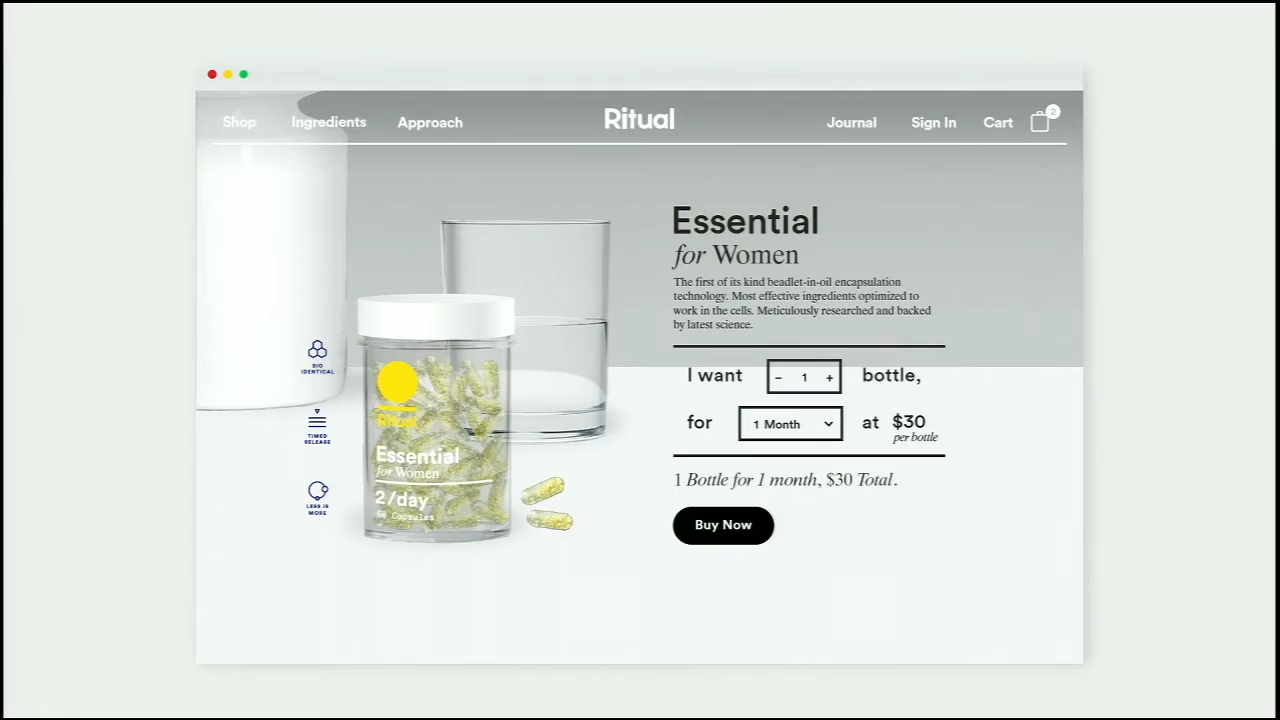 Shop Ingredients Approach Ritual Journal Sign In Cart 2
Essential
for Women
The first of its kind beadlet-in-oil encapsulation
technology. Most effective ingredients optimized to
work in the cells. Meticulously researched and backed
by latest science.
I want − 1 + bottle,
for 1 Month at $30
per bottle
1 Bottle for 1 month, $30 Total.
Buy Now
BIO
IDENTICAL
TIMED
RELEASE
LESS IS
MORE
Ritual
Essential
for Women
2/day
60 Capsules